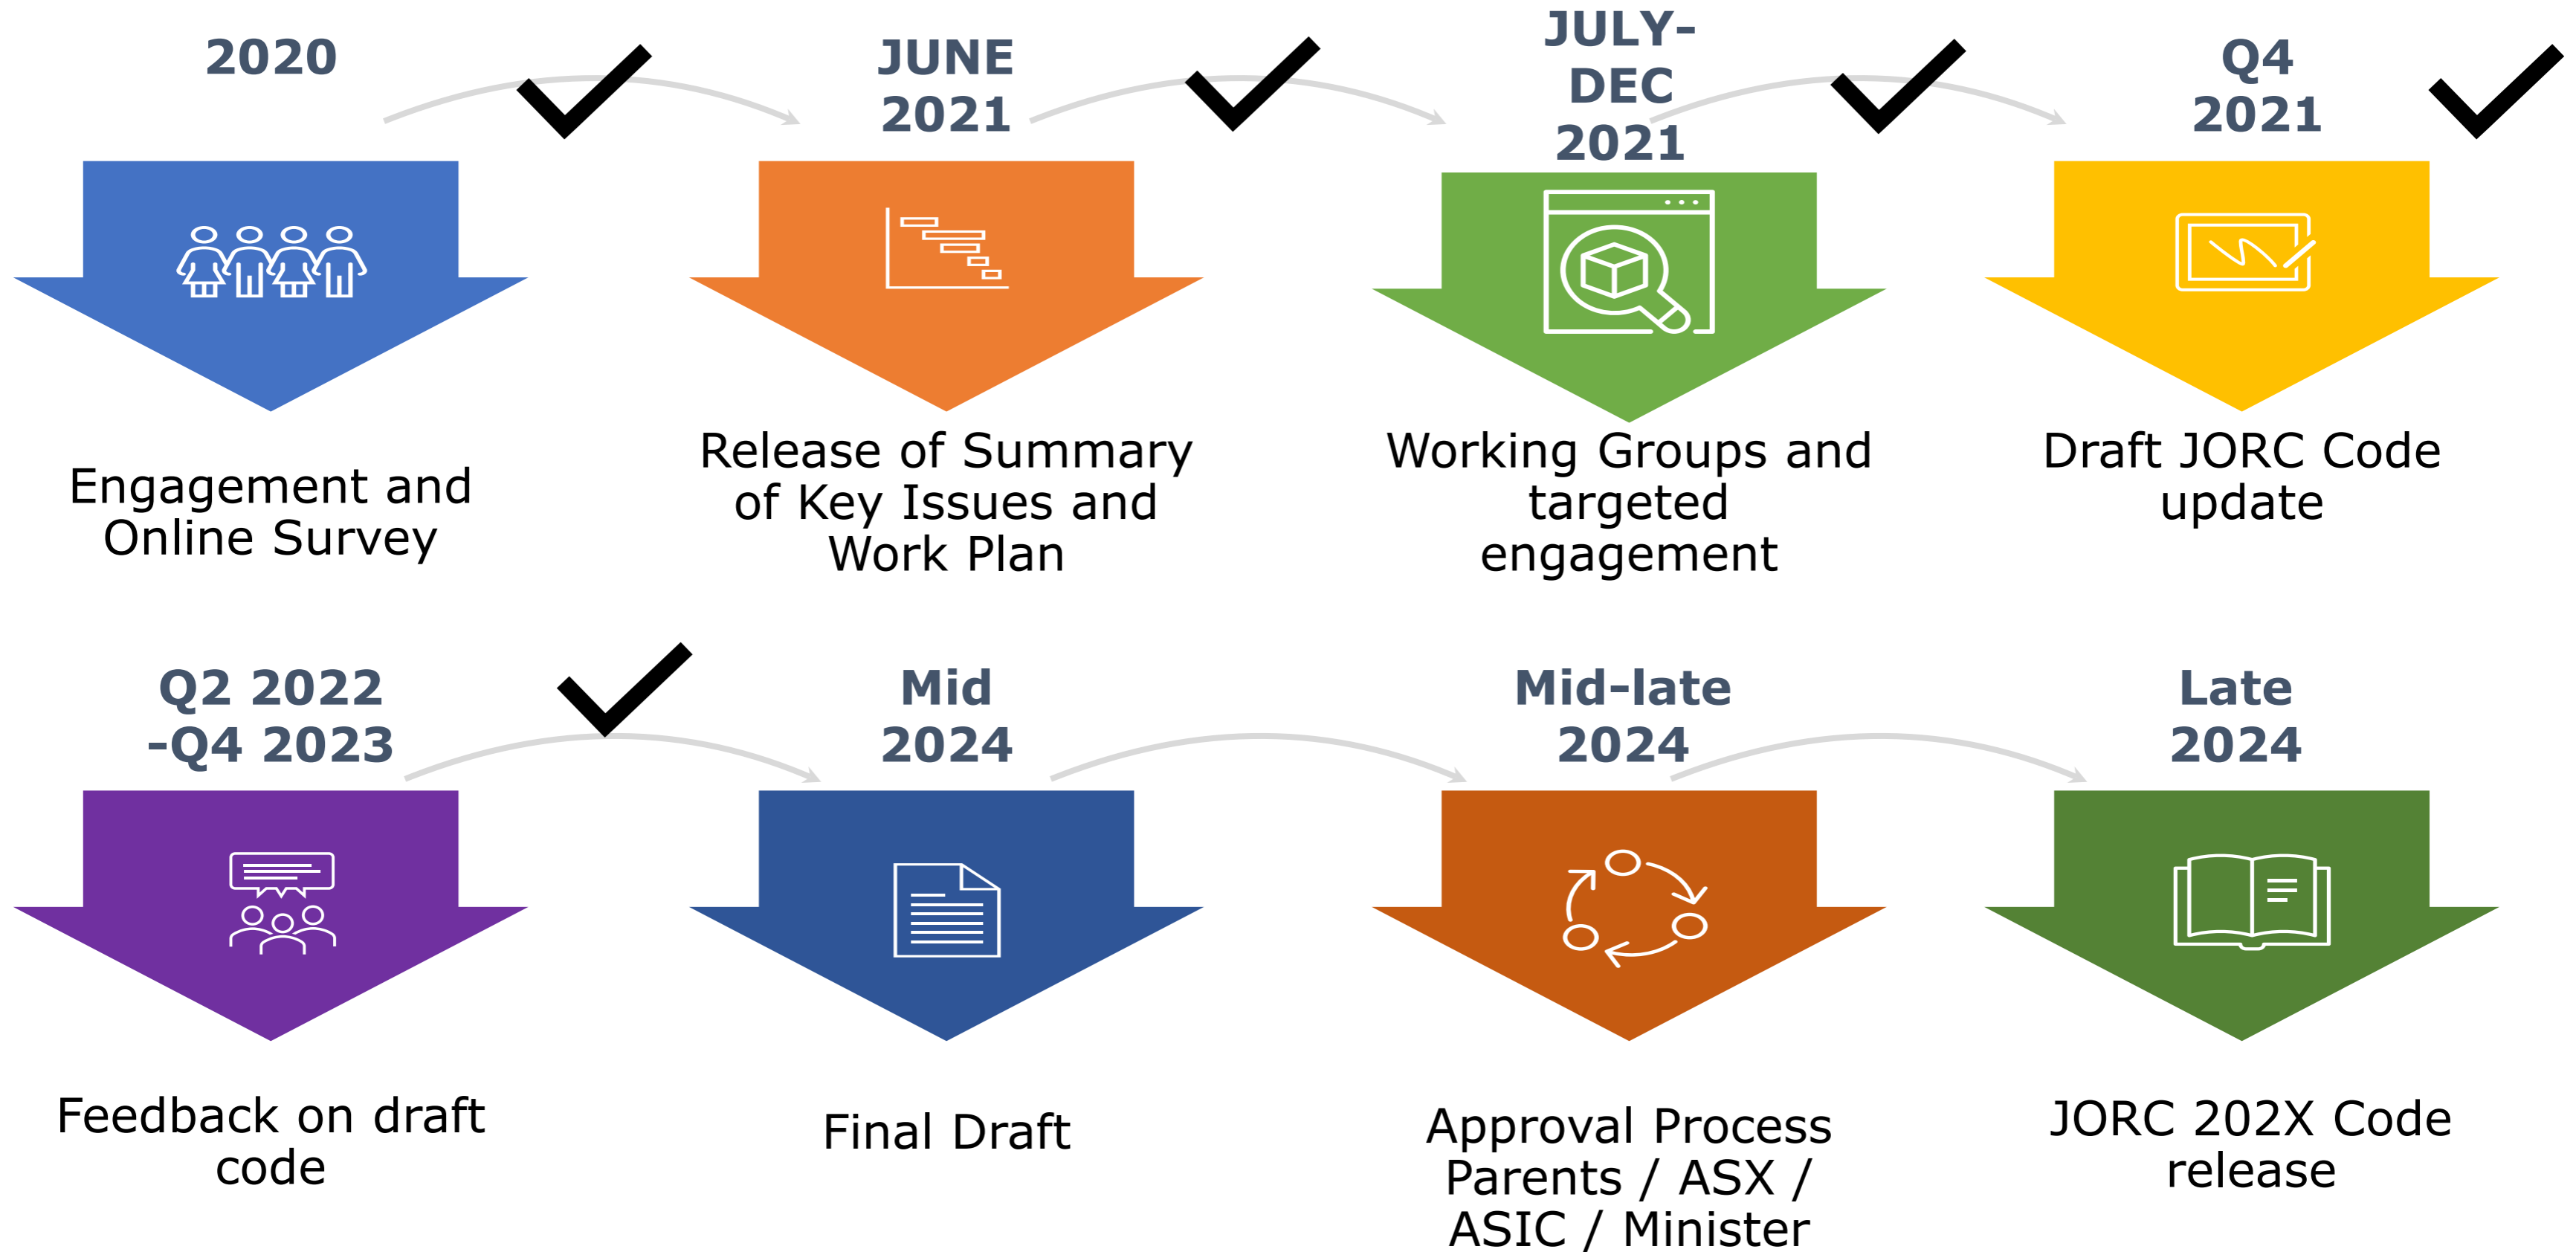 2020
JUNE
2021
JULY-
DEC
2021
Q4
2021
Engagement and
Online Survey
Release of Summary
of Key Issues and
Work Plan
Working Groups and
targeted
engagement
Draft JORC Code
update
Q2 2022
-Q4 2023
Mid
2024
Mid-late
2024
Late
2024
Feedback on draft
code
Final Draft
Approval Process
Parents / ASX /
ASIC / Minister
JORC 202X Code
release